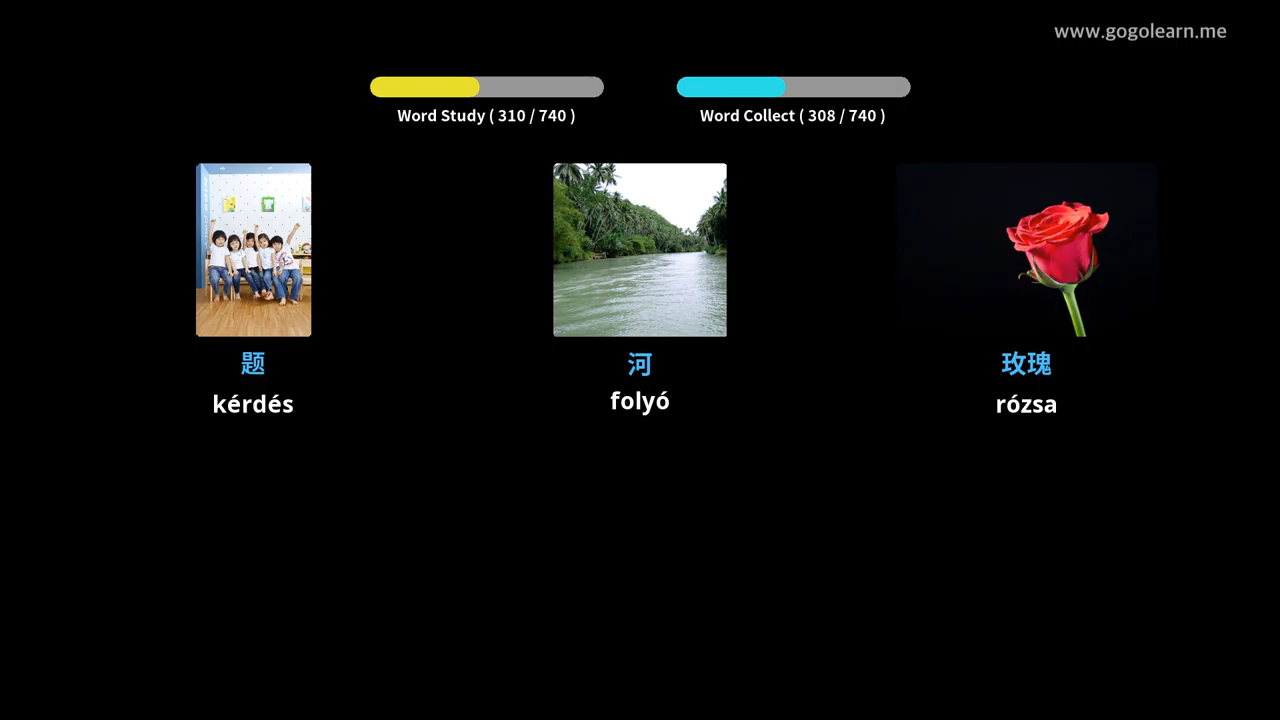 www.gogolearn.me
Word Study ( 310 / 740 )
Word Collect ( 308 / 740 )
题
河
玫瑰
kérdés
folyó
rózsa